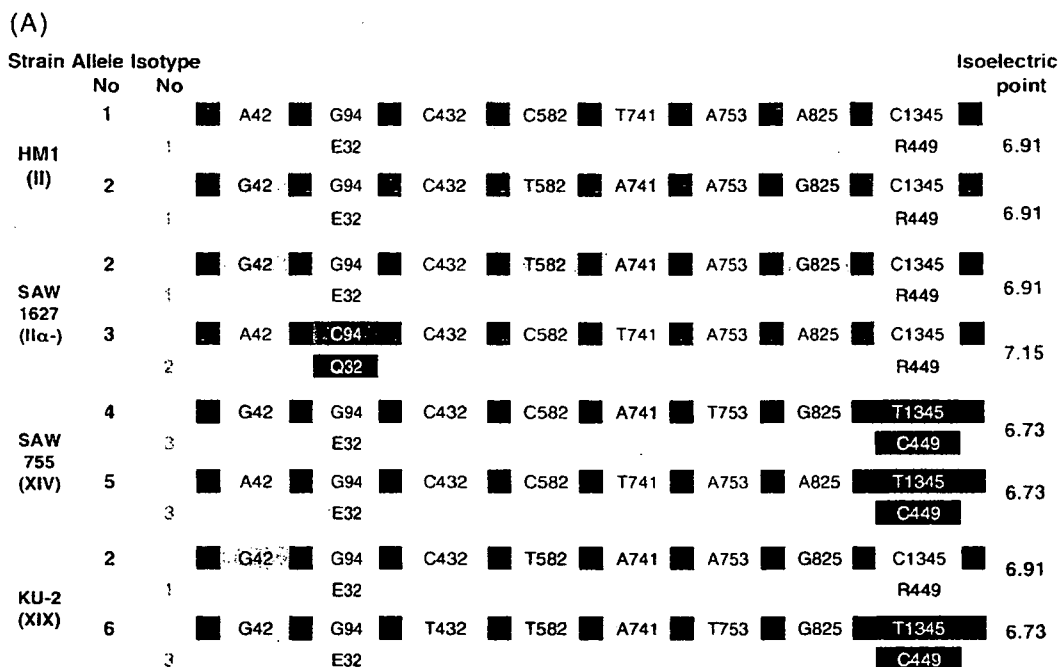 (A)
Strain Allele Isotype Isoelectric
No No point
1 A42 G94 C432 C582 T741 A753 A825 C1345
1 E32 R449 6.91
HM1
(II)
2 G42 G94 C432 T582 A741 A753 G825 C1345
1 E32 R449 6.91
2 G42 G94 C432 T582 A741 A753 G825 C1345
1 E32 R449 6.91
SAW
1627
(IIα-)
3 A42 C94 C432 C582 T741 A753 A825 C1345
2 Q32 R449 7.15
4 G42 G94 C432 C582 A741 T753 G825 T1345
3 E32 C449 6.73
SAW
755
(XIV)
5 A42 G94 C432 C582 T741 A753 A825 T1345
3 E32 C449 6.73
2 G42 G94 C432 T582 A741 A753 G825 C1345
1 E32 R449 6.91
KU-2
(XIX)
6 G42 G94 T432 T582 A741 T753 G825 T1345
3 E32 C449 6.73